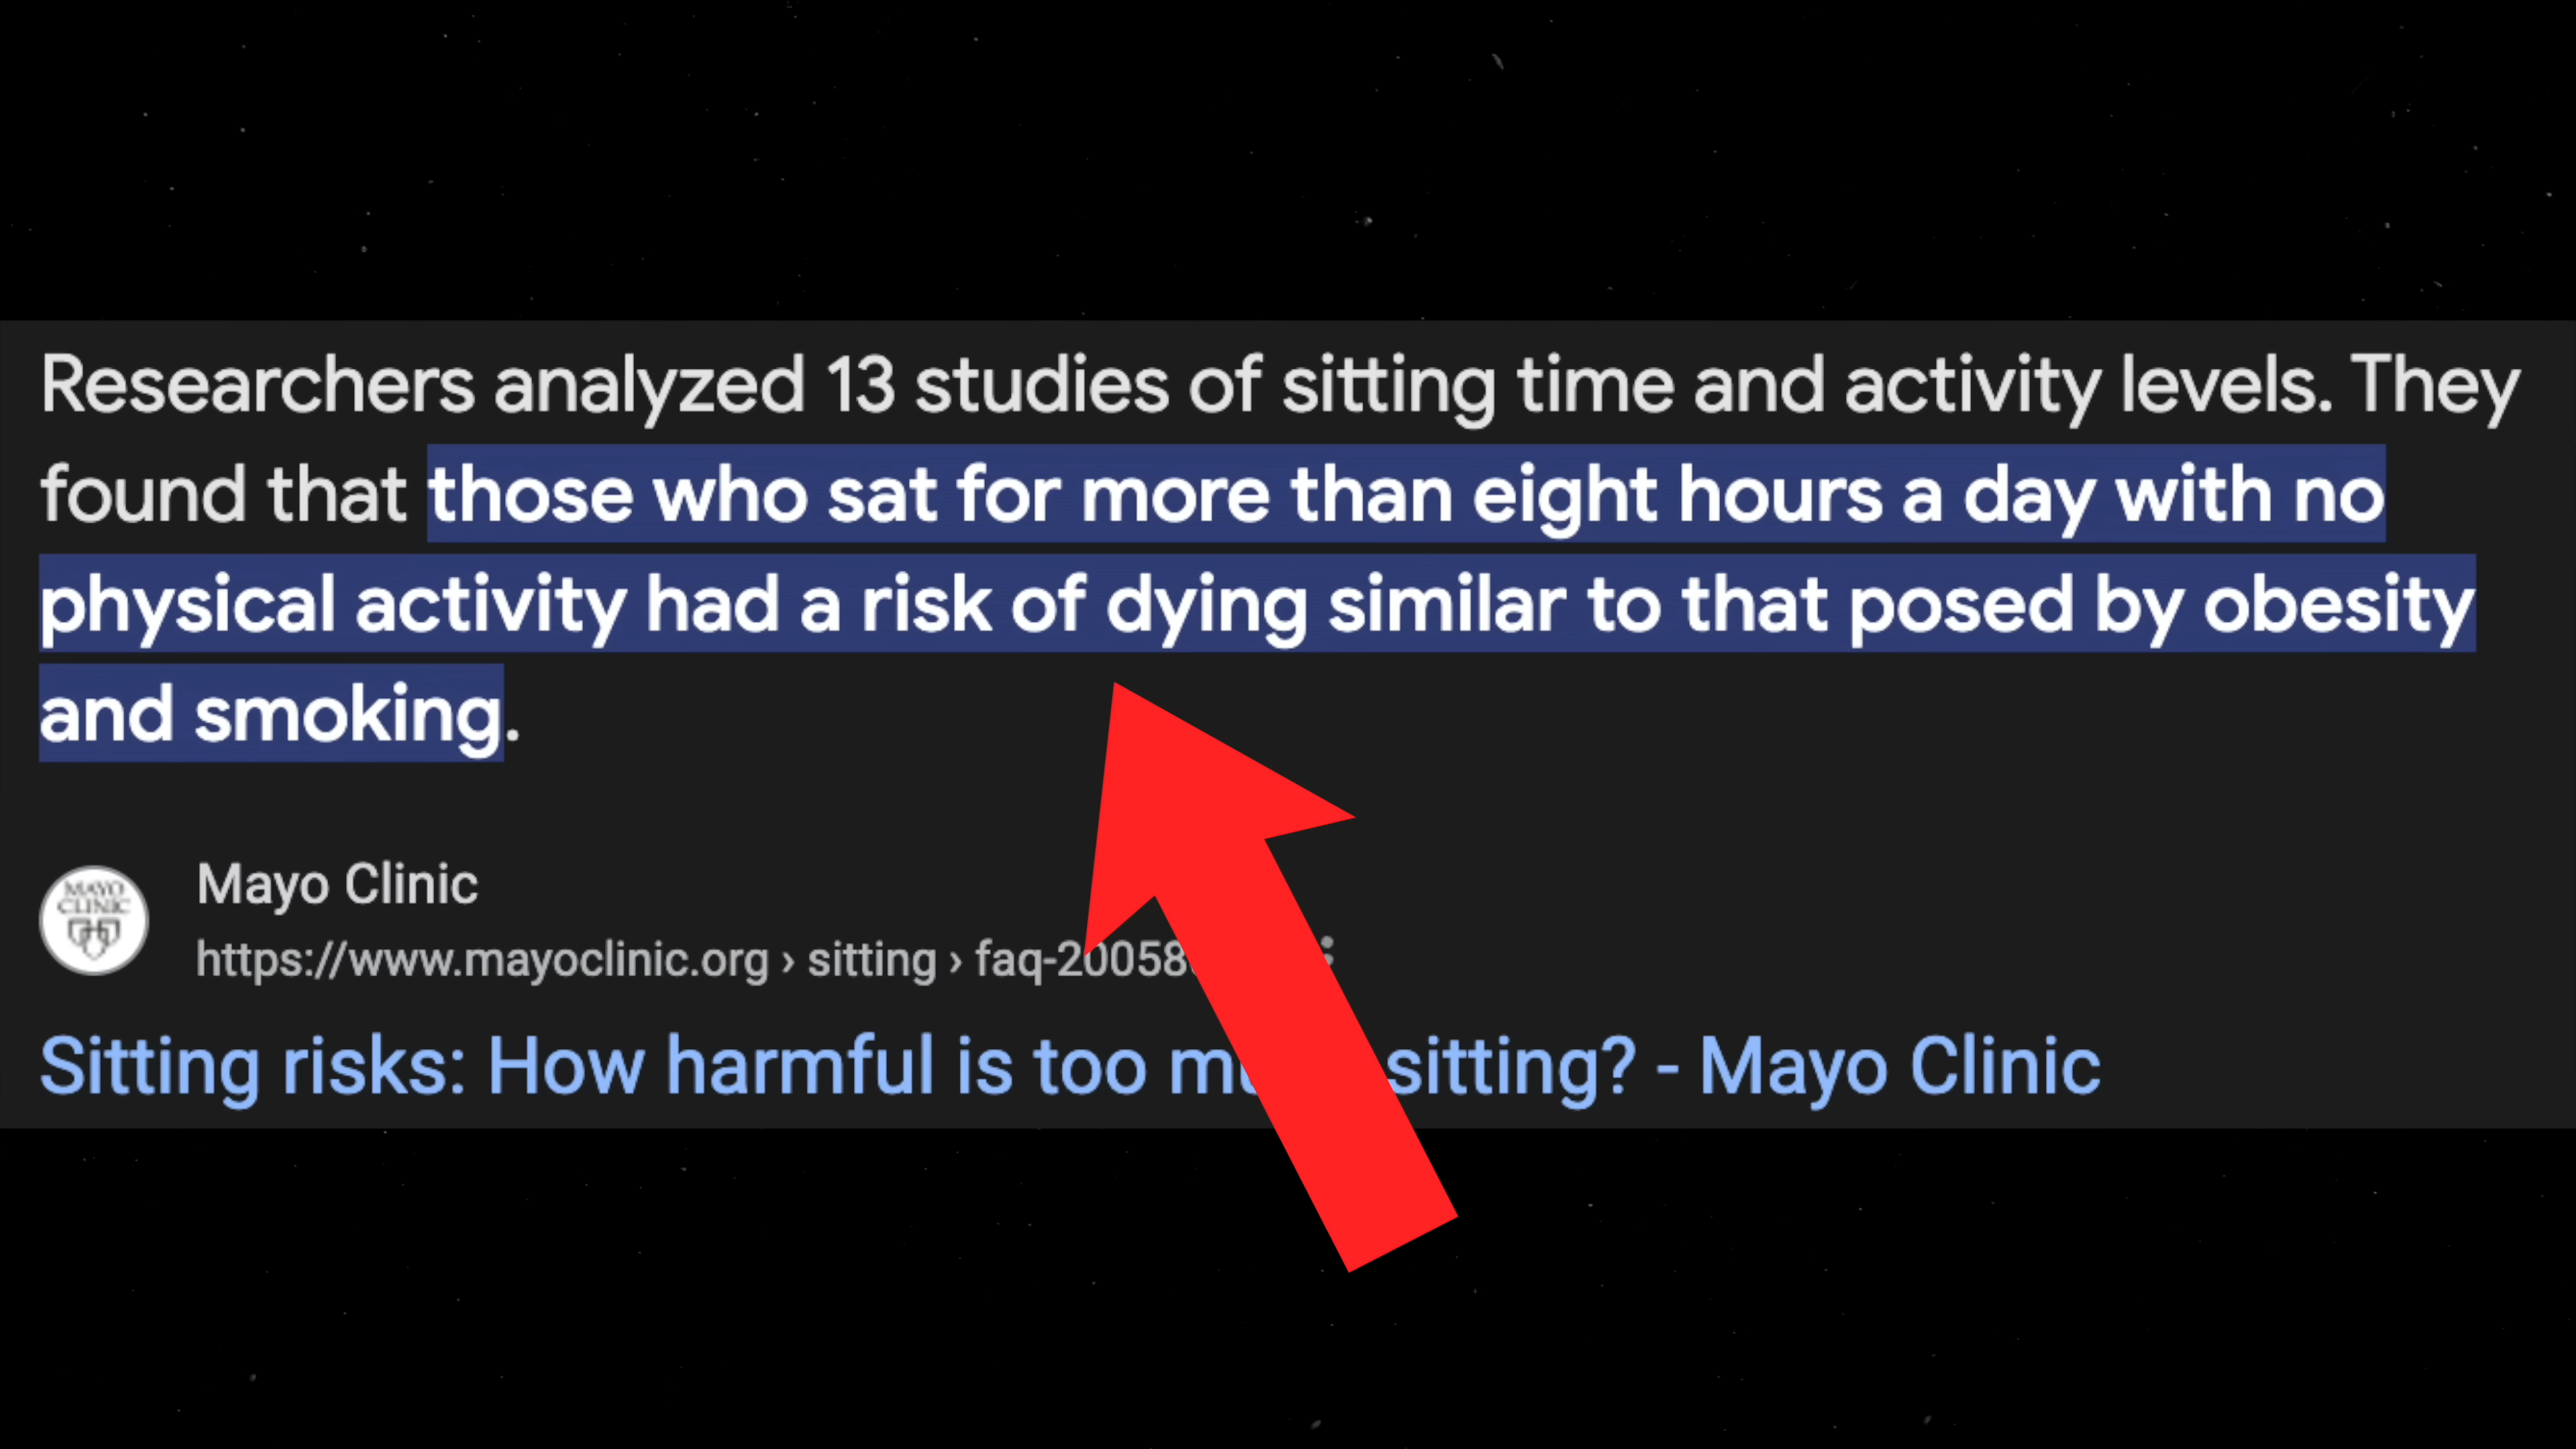 Researchers analyzed 13 studies of sitting time and activity levels. They
found that those who sat for more than eight hours a day with no
physical activity had a risk of dying similar to that posed by obesity
and smoking.
MAYO
CLINIC
Mayo Clinic
https://www.mayoclinic.org › sitting ›
Sitting risks: How harmful is too sitting? - Mayo Clinic